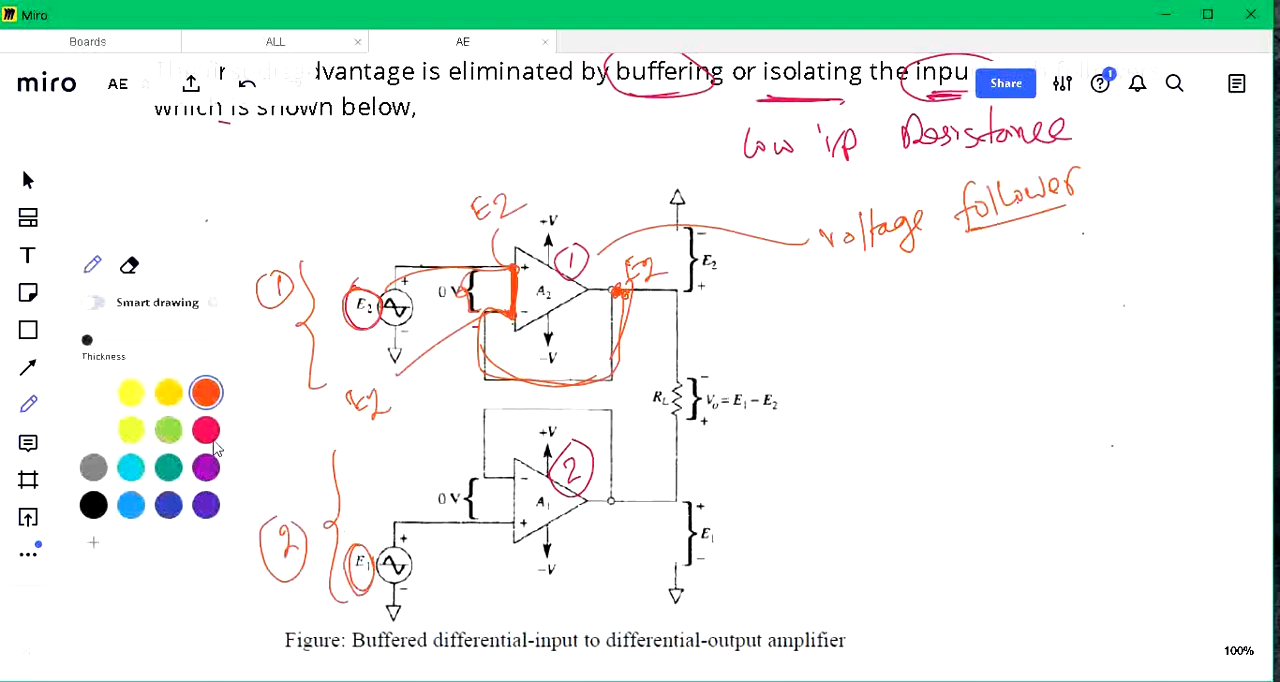 Miro
Boards ALL AE
advantage is eliminated by buffering or isolating the inpu
miro AE Share 1
which is shown below,
Low i/p Resistance
voltage follower
E2
+V
1
+
A2
-
-V
0 V
E2
1
E2
E2
−
E2
+
Smart drawing
Thickness
RL
−
Vo = E1 − E2
+
+V
2
−
A1
+
-V
0 V
2
+
E1
−
+
E1
−
Figure: Buffered differential-input to differential-output amplifier
100%